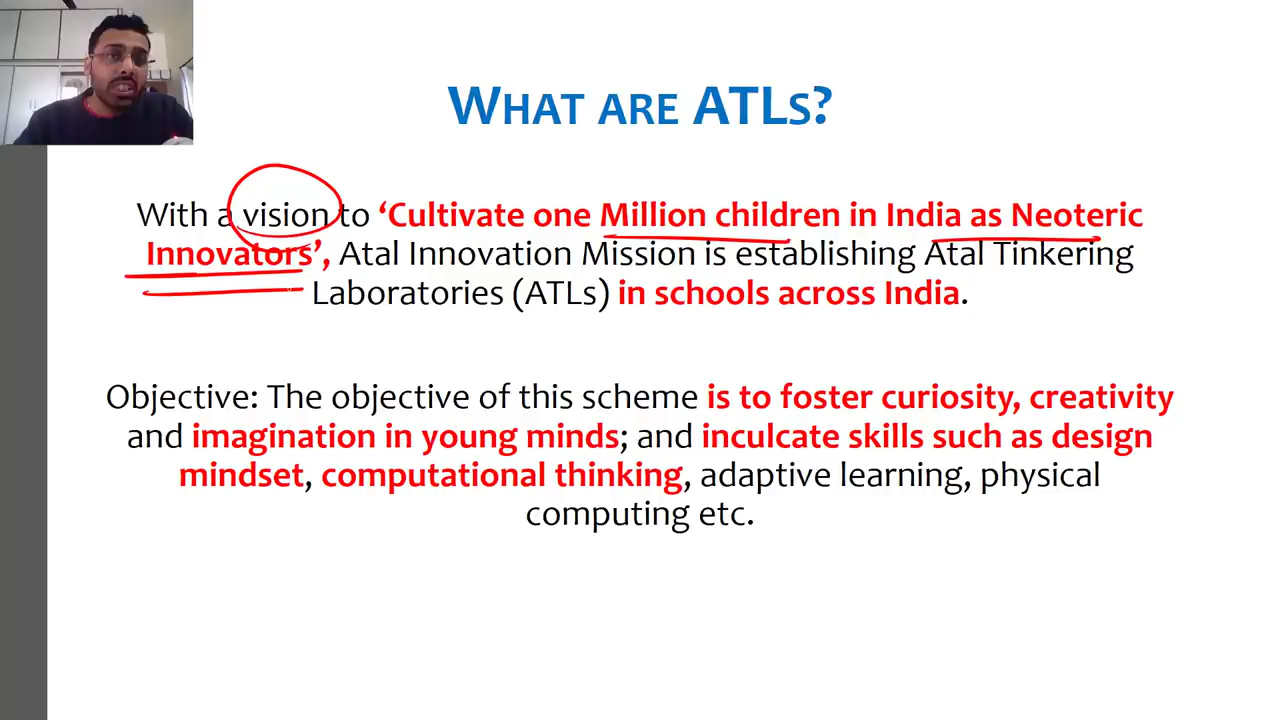 WHAT ARE ATLS?
With a vision to ‘Cultivate one Million children in India as Neoteric
Innovators’, Atal Innovation Mission is establishing Atal Tinkering
Laboratories (ATLs) in schools across India.
Objective: The objective of this scheme is to foster curiosity, creativity
and imagination in young minds; and inculcate skills such as design
mindset, computational thinking, adaptive learning, physical
computing etc.